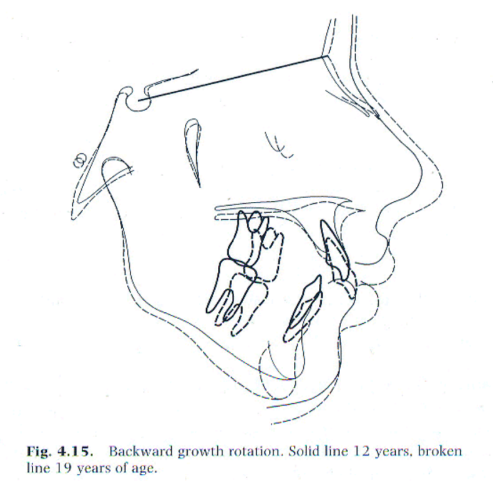 Fig. 4.15. Backward growth rotation. Solid line 12 years, broken
line 19 years of age.